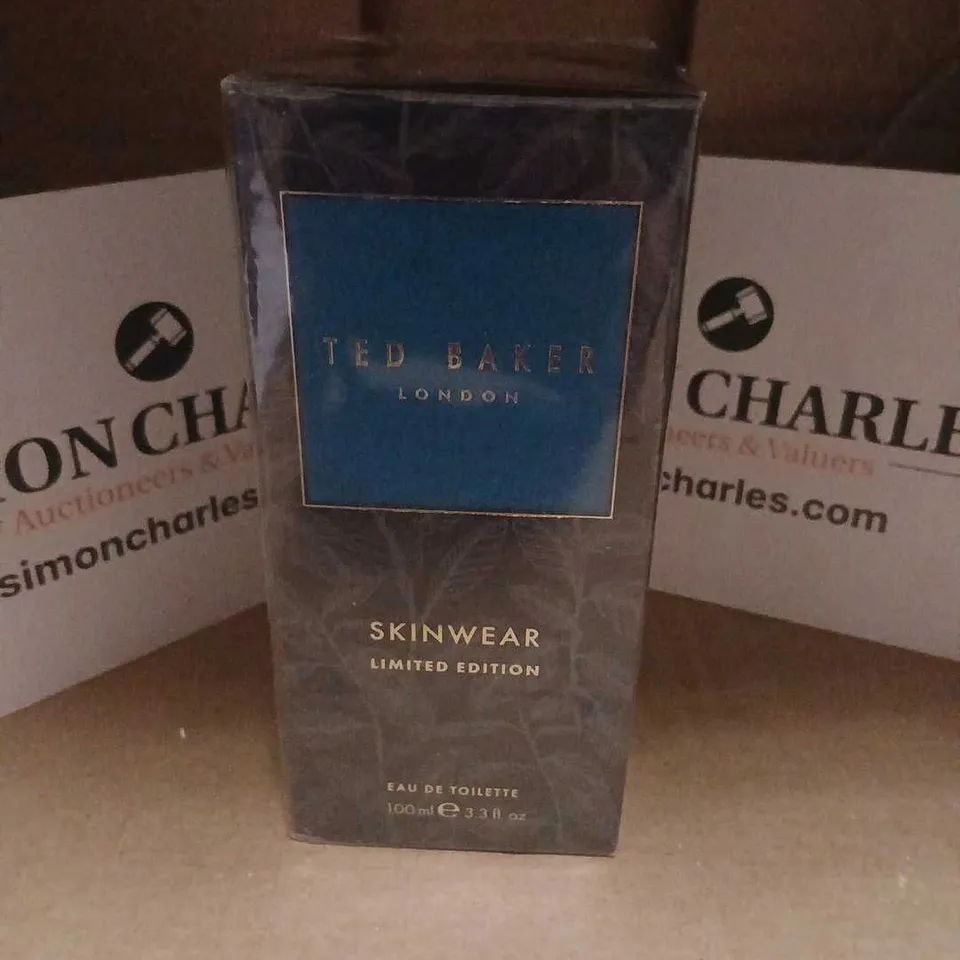 TED BAKER
LONDON
SKINWEAR
LIMITED EDITION
EAU DE TOILETTE
100 ml e 3.3 fl. oz
ON CHA
Auctioneers & Va
simoncharles
CHARLE
eers & Valuers
charles.com